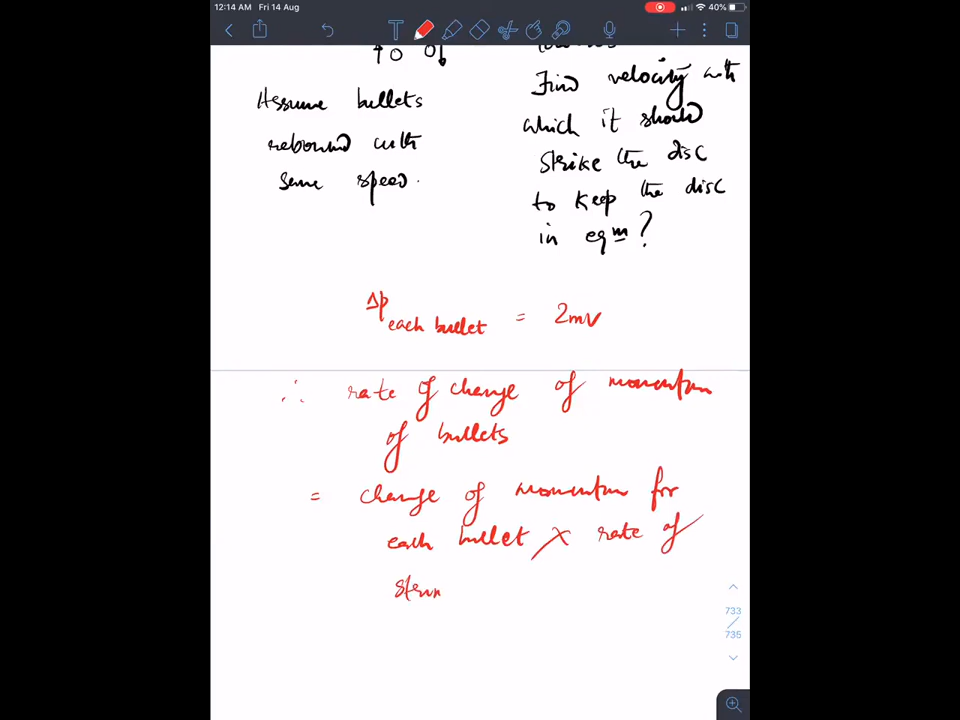 12:14 AM Fri 14 Aug
40%
Assume bullets
rebound with
same speed.
Find velocity with
which it should
strike the disc
to keep the disc
in eqm?
Δp each bullet = 2mv
∴ rate of change of momentum
of bullets
= change of momentum for
each bullet × rate of
733
735